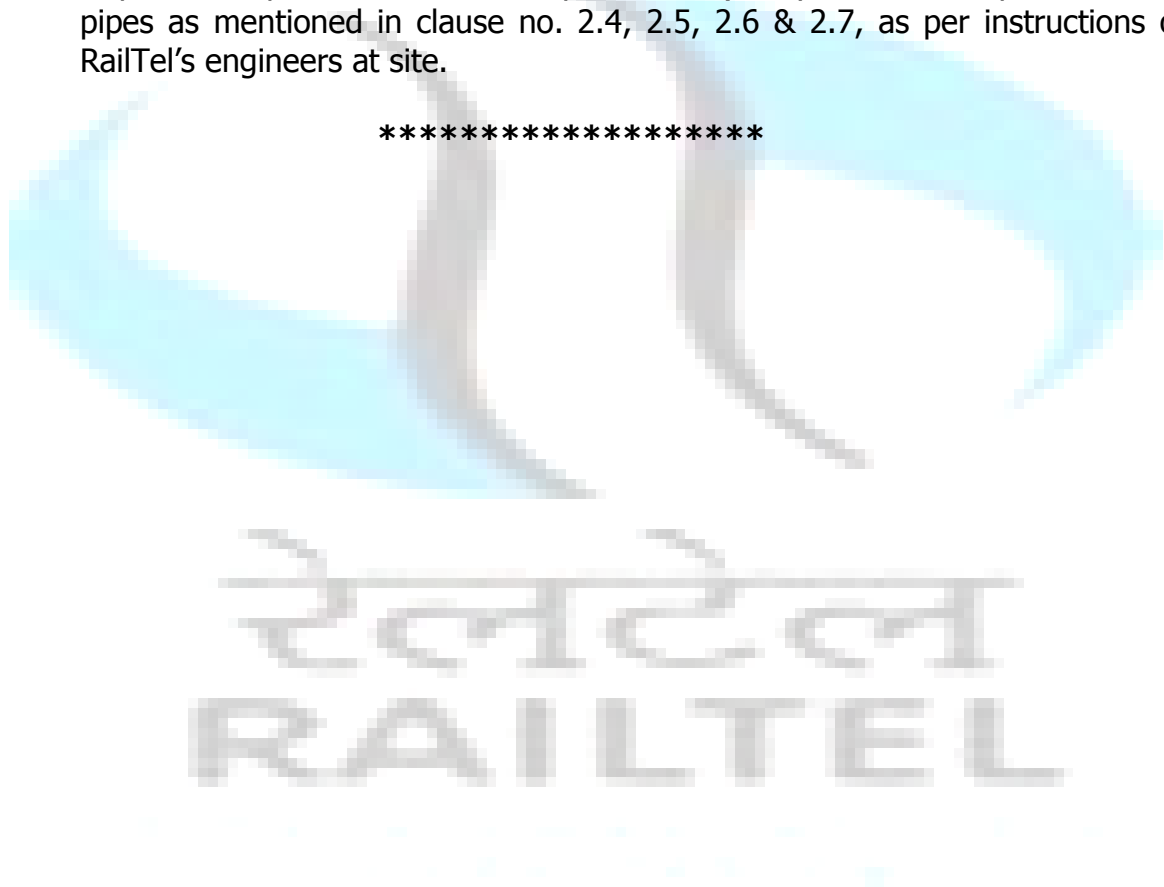 pipes as mentioned in clause no. 2.4, 2.5, 2.6 & 2.7, as per instructions
RailTel’s engineers at site.
*******************
रेलटेल
RAILTEL